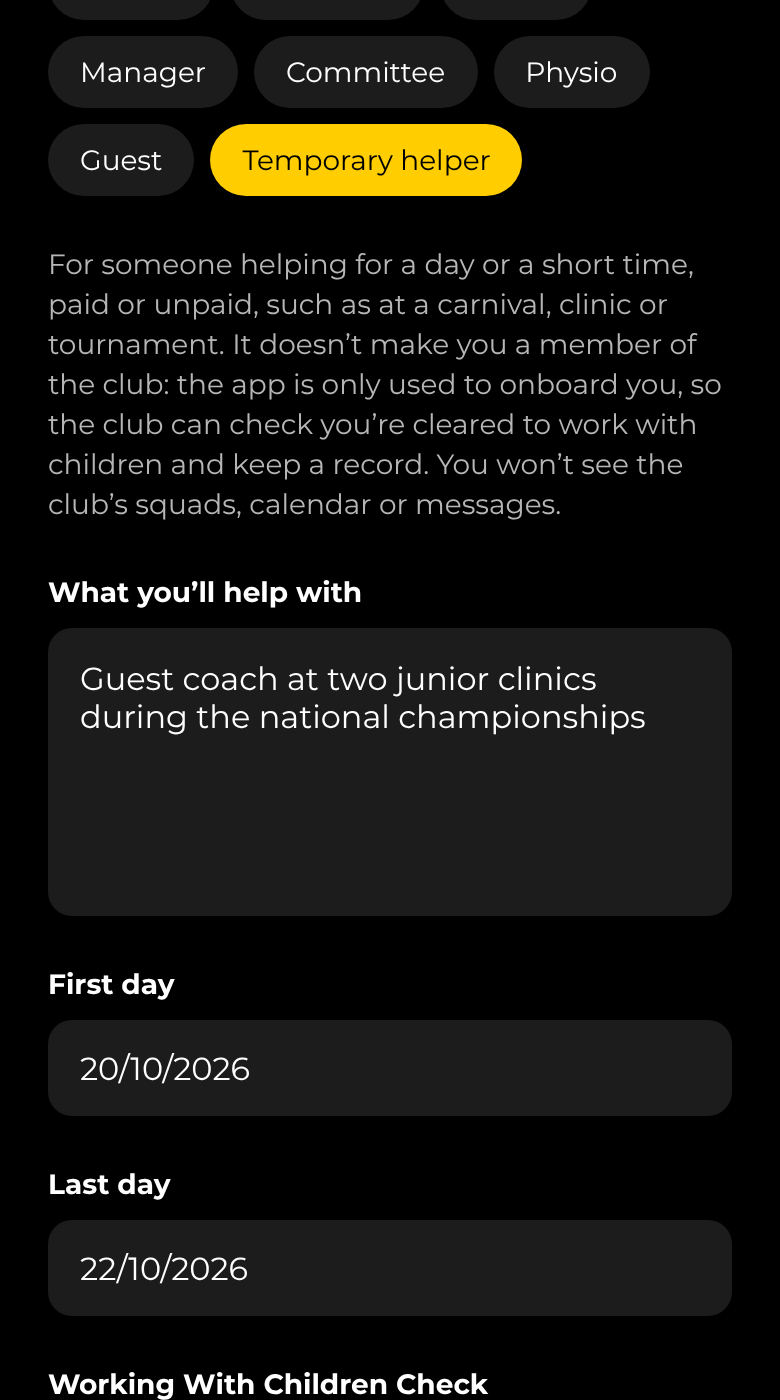 Manager Committee Physio
Guest Temporary helper
For someone helping for a day or a short time,
paid or unpaid, such as at a carnival, clinic or
tournament. It doesn’t make you a member of
the club: the app is only used to onboard you, so
the club can check you’re cleared to work with
children and keep a record. You won’t see the
club’s squads, calendar or messages.
What you’ll help with
Guest coach at two junior clinics
during the national championships
First day
20/10/2026
Last day
22/10/2026
Working With Children Check